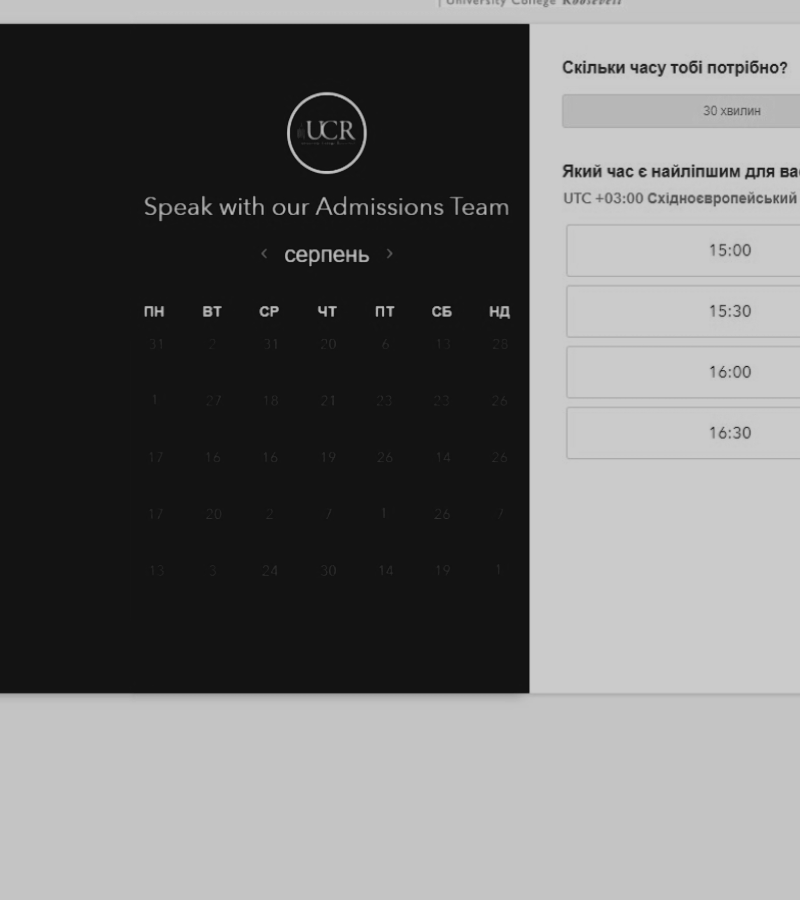 | University College Roosevelt
UCR
Speak with our Admissions Team
‹ серпень ›
ПН ВТ СР ЧТ ПТ СБ НД
31 2 31 20 6 13 28
1 27 18 21 23 23 26
17 16 16 19 26 14 26
17 20 2 7 1 26 7
13 3 24 30 14 19 1
Скільки часу тобі потрібно?
30 хвилин
Який час є найліпшим для ва
UTC +03:00 Східноєвропейський
15:00
15:30
16:00
16:30